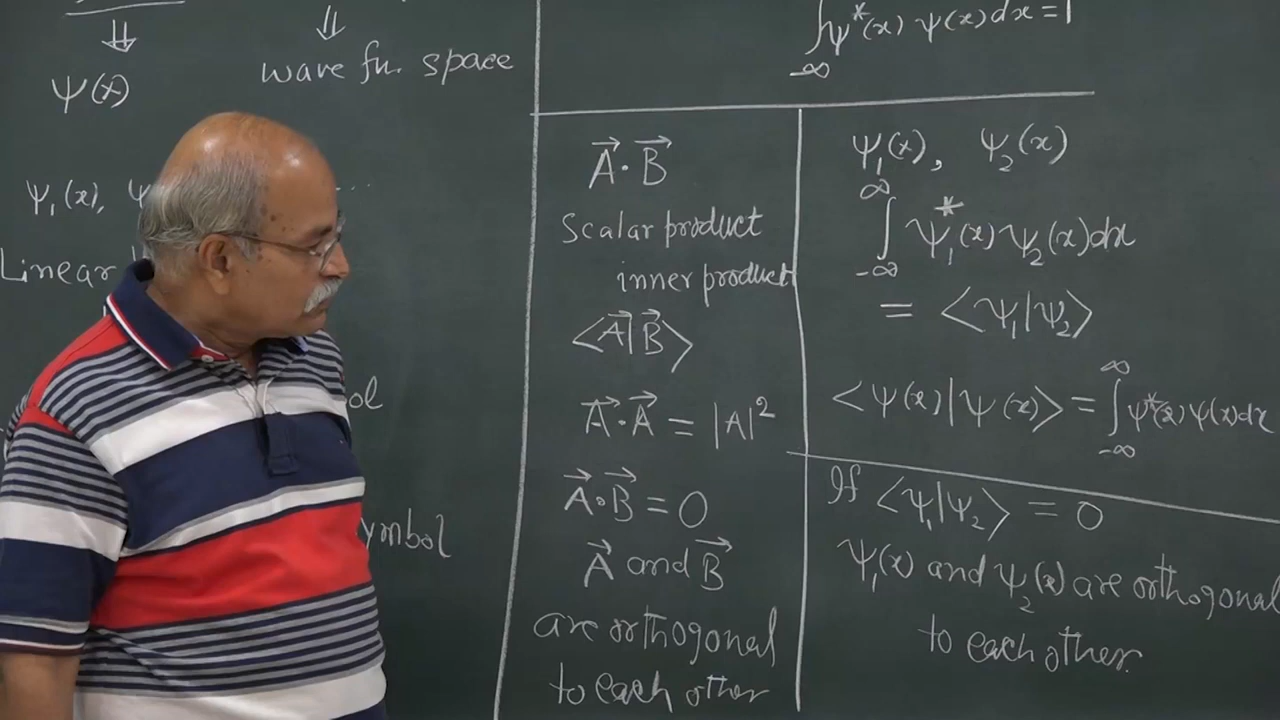 ⇓ ⇓
ψ(x)
wave fn. space
ψ₁(x), ψ ...
Linear
ol
ymbol
∫_{-∞} ψ*(x) ψ(x) dx = 1
A⃗·B⃗
Scalar product
inner product
⟨A⃗|B⃗⟩
A⃗·A⃗ = |A|²
A⃗·B⃗ = 0
A⃗ and B⃗
are orthogonal
to each other
ψ₁(x), ψ₂(x)
∫_{-∞}^{∞} ψ₁*(x) ψ₂(x) dx
= ⟨ψ₁|ψ₂⟩
⟨ψ(x)|ψ(x)⟩ = ∫_{-∞}^{∞} ψ*(x) ψ(x) dx
If ⟨ψ₁|ψ₂⟩ = 0
ψ₁(x) and ψ₂(x) are orthogonal
to each other.